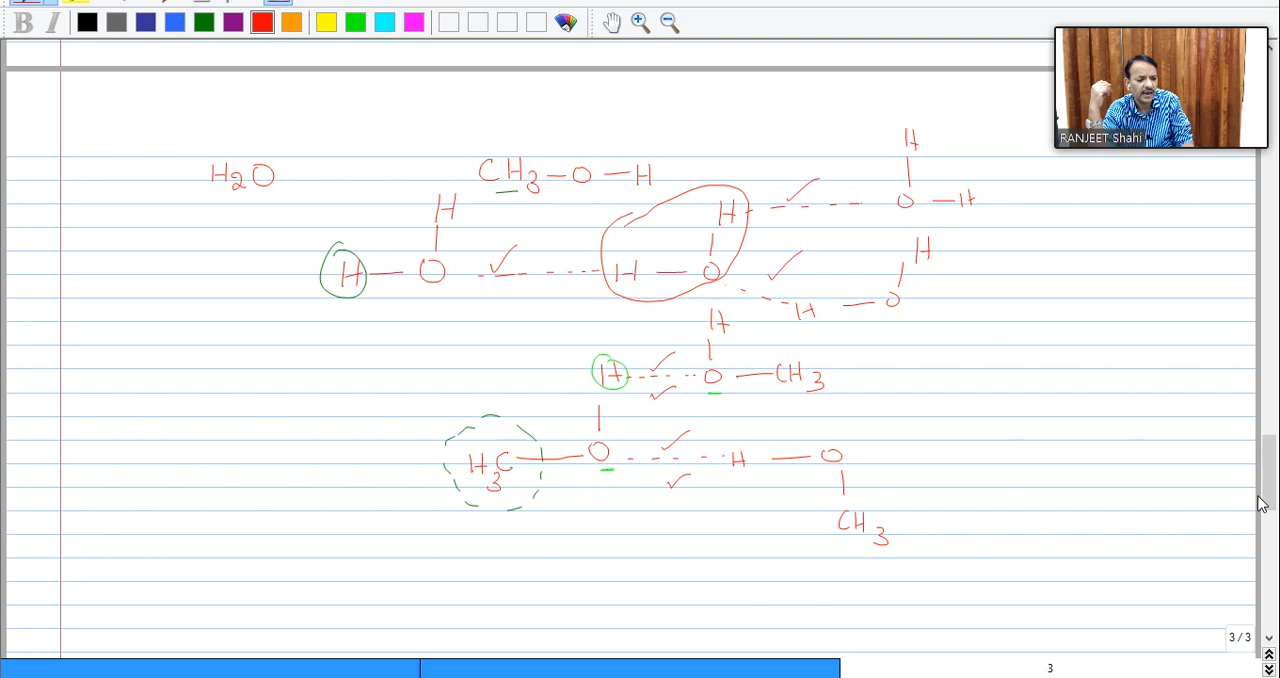 B I
RANJEET Shahi
H
H2O CH3–O–H
H H O–H
H–O ------ H–O H
H–O
H
H ------ O–CH3
H3C–O ------ H–O
CH3
3/3
3